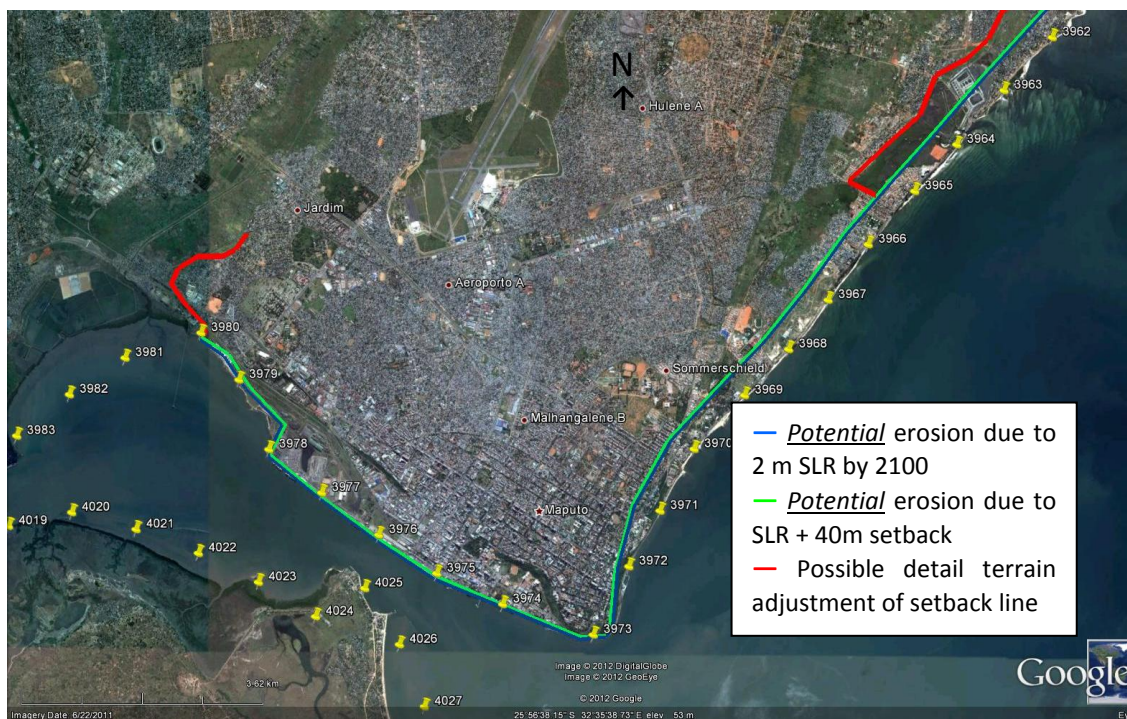 N
↑
3962
3963
Hulene A
3964
3965
Jardim
3966
Aeroporto A
3967
3980
3968
3981
Sommerschield
3979
3982
3969
Malhangalene B
3983
3978
3970
— Potential erosion due to
2 m SLR by 2100
— Potential erosion due to
SLR + 40m setback
— Possible detail terrain
adjustment of setback line
3977
Maputo
3971
4020
4019
4021
3976
4022
3972
4023
3975
4025
4024
3974
3973
4026
Image © 2012 DigitalGlobe
Image © 2012 GeoEye
Google
3.62 km
© 2012 Google
4027
Imagery Date: 6/22/2011
25°56'38.15" S 32°35'38.73" E elev 53 m